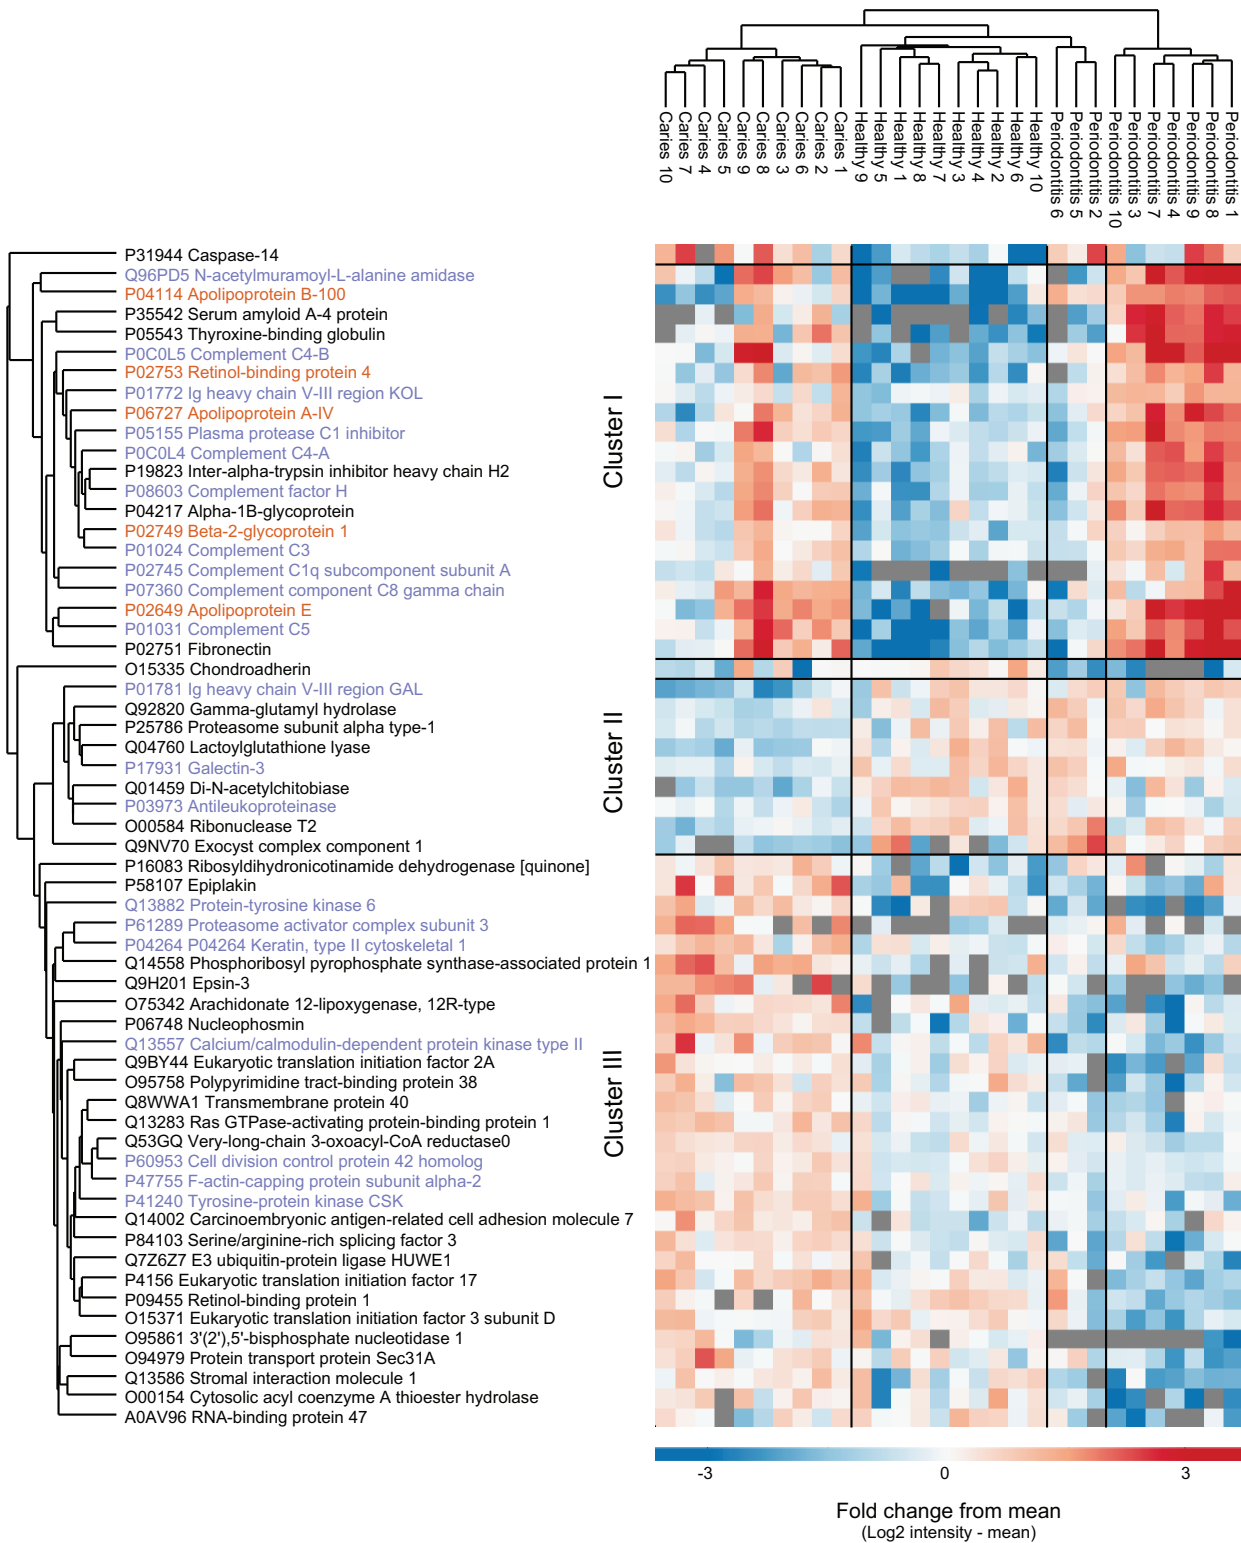 Caries 10
Caries 7
Caries 4
Caries 5
Caries 9
Caries 8
Caries 3
Caries 6
Caries 2
Caries 1
Healthy 9
Healthy 5
Healthy 1
Healthy 8
Healthy 7
Healthy 3
Healthy 4
Healthy 2
Healthy 6
Healthy 10
Periodontitis 6
Periodontitis 5
Periodontitis 2
Periodontitis 10
Periodontitis 3
Periodontitis 7
Periodontitis 4
Periodontitis 9
Periodontitis 8
Periodontitis 1
P31944 Caspase-14
Q96PD5 N-acetylmuramoyl-L-alanine amidase
P04114 Apolipoprotein B-100
P35542 Serum amyloid A-4 protein
P05543 Thyroxine-binding globulin
P0C0L5 Complement C4-B
P02753 Retinol-binding protein 4
P01772 Ig heavy chain V-III region KOL
P06727 Apolipoprotein A-IV
P05155 Plasma protease C1 inhibitor
P0C0L4 Complement C4-A
P19823 Inter-alpha-trypsin inhibitor heavy chain H2
P08603 Complement factor H
P04217 Alpha-1B-glycoprotein
P02749 Beta-2-glycoprotein 1
P01024 Complement C3
P02745 Complement C1q subcomponent subunit A
P07360 Complement component C8 gamma chain
P02649 Apolipoprotein E
P01031 Complement C5
P02751 Fibronectin
Cluster I
O15335 Chondroadherin
P01781 Ig heavy chain V-III region GAL
Q92820 Gamma-glutamyl hydrolase
P25786 Proteasome subunit alpha type-1
Q04760 Lactoylglutathione lyase
P17931 Galectin-3
Q01459 Di-N-acetylchitobiase
P03973 Antileukoproteinase
O00584 Ribonuclease T2
Q9NV70 Exocyst complex component 1
Cluster II
P16083 Ribosyldihydronicotinamide dehydrogenase [quinone]
P58107 Epiplakin
Q13882 Protein-tyrosine kinase 6
P61289 Proteasome activator complex subunit 3
P04264 P04264 Keratin, type II cytoskeletal 1
Q14558 Phosphoribosyl pyrophosphate synthase-associated protein 1
Q9H201 Epsin-3
O75342 Arachidonate 12-lipoxygenase, 12R-type
P06748 Nucleophosmin
Q13557 Calcium/calmodulin-dependent protein kinase type II
Q9BY44 Eukaryotic translation initiation factor 2A
O95758 Polypyrimidine tract-binding protein 38
Q8WWA1 Transmembrane protein 40
Q13283 Ras GTPase-activating protein-binding protein 1
Q53GQ Very-long-chain 3-oxoacyl-CoA reductase0
P60953 Cell division control protein 42 homolog
P47755 F-actin-capping protein subunit alpha-2
P41240 Tyrosine-protein kinase CSK
Q14002 Carcinoembryonic antigen-related cell adhesion molecule 7
P84103 Serine/arginine-rich splicing factor 3
Q7Z6Z7 E3 ubiquitin-protein ligase HUWE1
P4156 Eukaryotic translation initiation factor 17
P09455 Retinol-binding protein 1
O15371 Eukaryotic translation initiation factor 3 subunit D
O95861 3'(2'),5'-bisphosphate nucleotidase 1
O94979 Protein transport protein Sec31A
Q13586 Stromal interaction molecule 1
O00154 Cytosolic acyl coenzyme A thioester hydrolase
A0AV96 RNA-binding protein 47
Cluster III
-3 0 3
Fold change from mean
(Log2 intensity - mean)